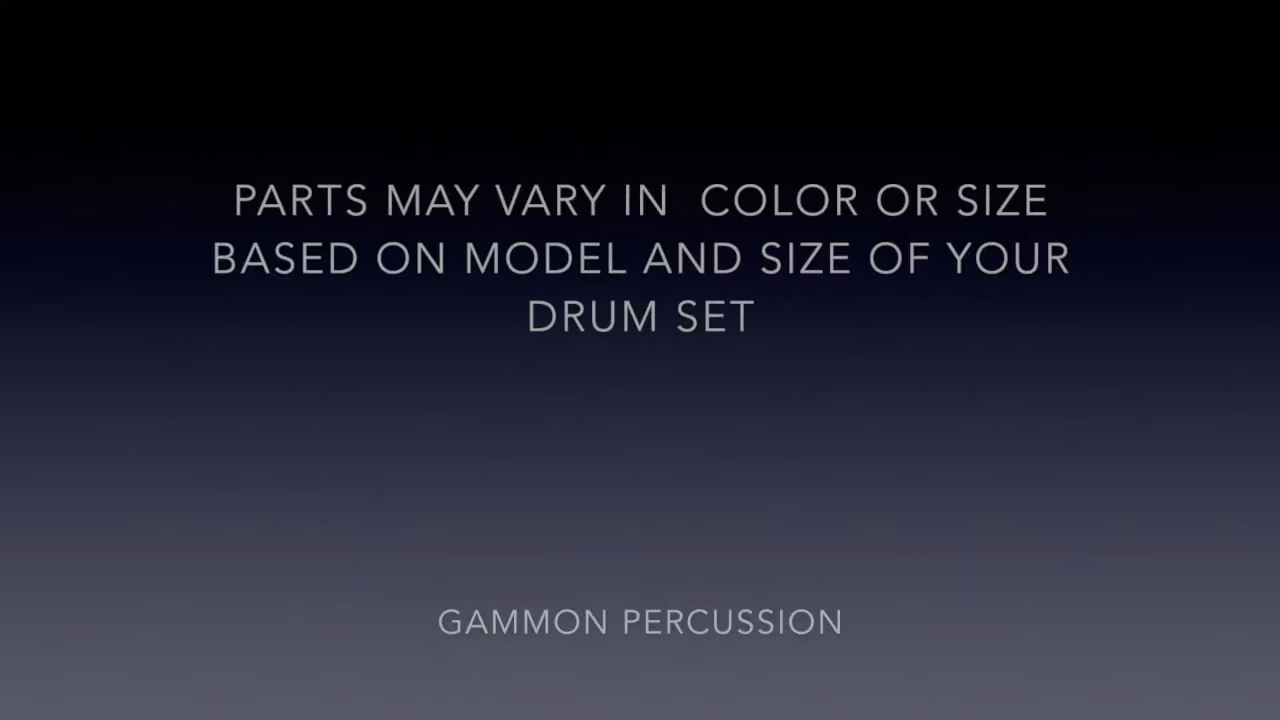 PARTS MAY VARY IN  COLOR OR SIZE
BASED ON MODEL AND SIZE OF YOUR
DRUM SET
GAMMON PERCUSSION